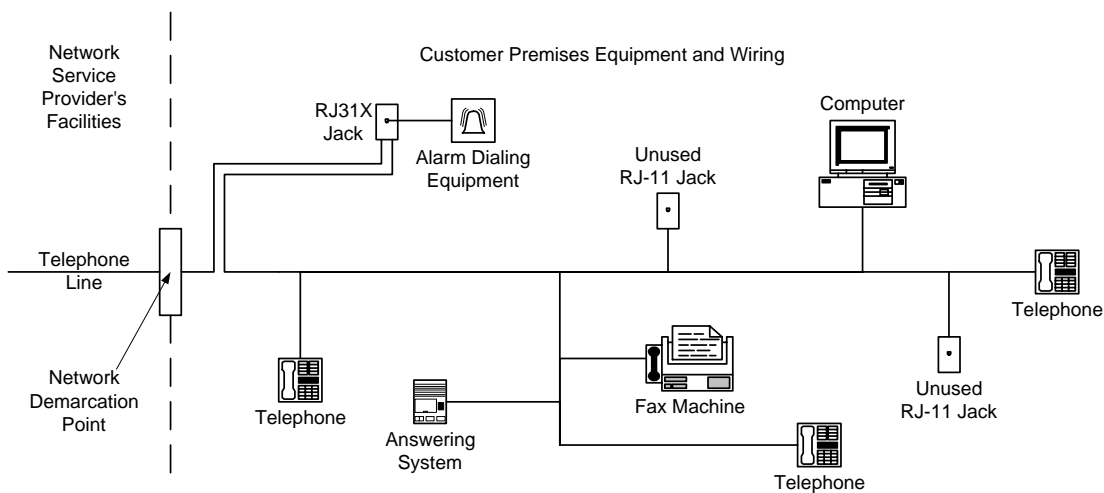 Network
Service
Provider's
Facilities
Customer Premises Equipment and Wiring
RJ31X
Jack
Alarm Dialing
Equipment
Unused
RJ-11 Jack
Computer
Telephone
Line
Telephone
Network
Demarcation
Point
Telephone
Answering
System
Fax Machine
Unused
RJ-11 Jack
Telephone